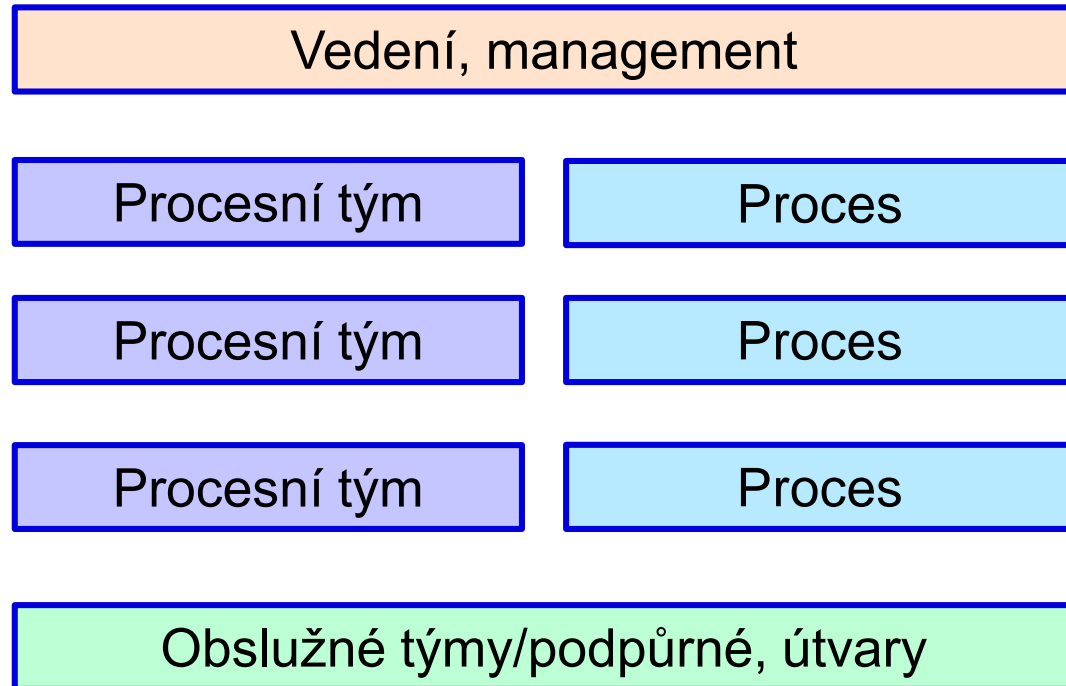 Vedení, management
Procesní tým
Proces
Procesní tým
Proces
Procesní tým
Proces
Obslužné týmy/podpůrné, útvary